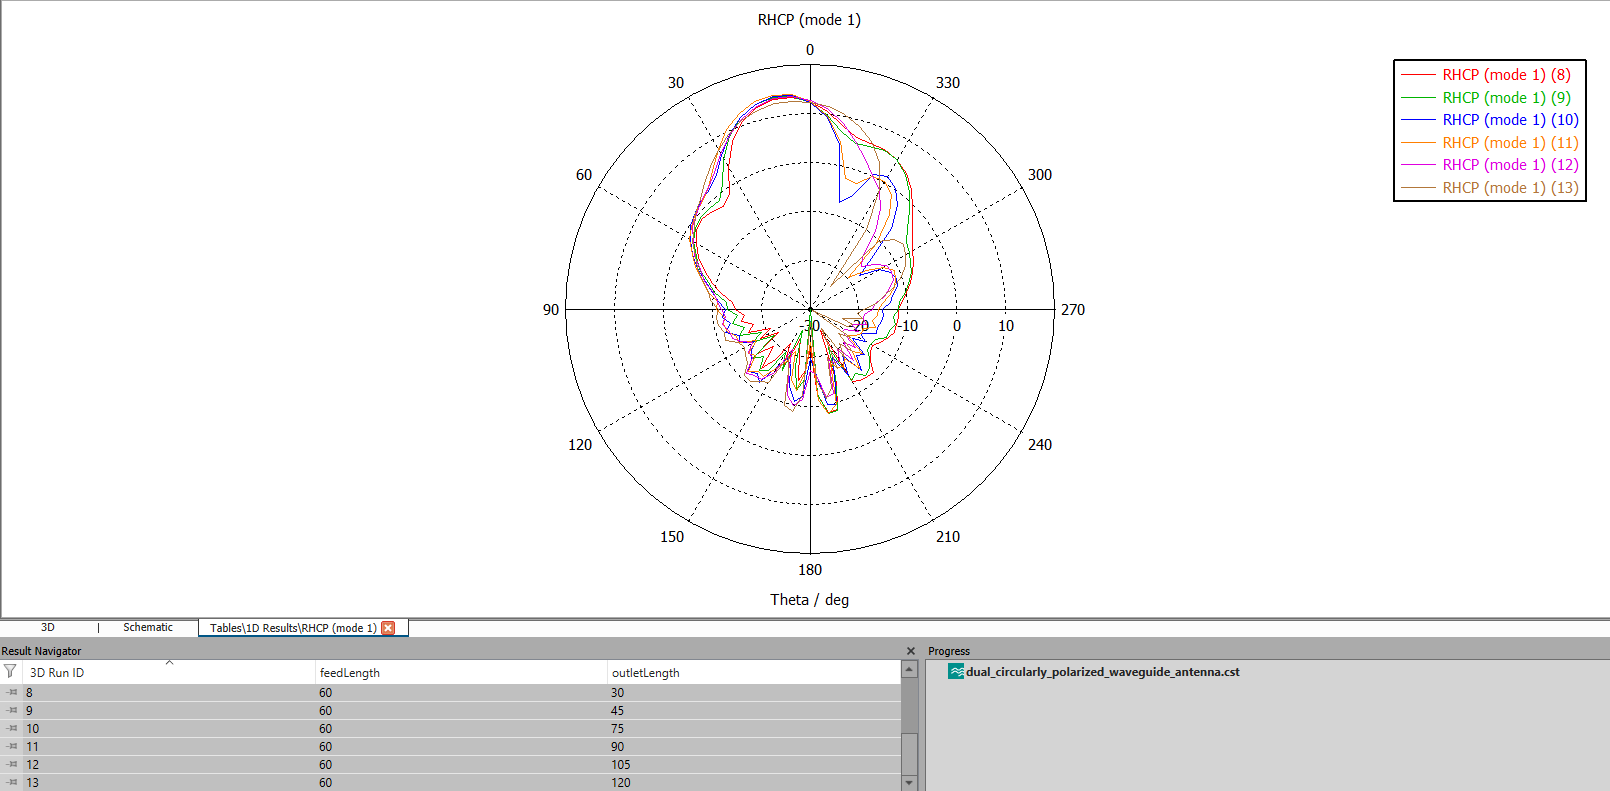 RHCP (mode 1)
0
30
330
RHCP (mode 1) (8)
RHCP (mode 1) (9)
RHCP (mode 1) (10)
RHCP (mode 1) (11)
RHCP (mode 1) (12)
RHCP (mode 1) (13)
60
300
90
270
-30
-20
-10
0
10
120
240
150
210
180
Theta / deg
3D | Schematic Tables\1D Results\RHCP (mode 1)
Result Navigator
Progress
3D Run ID feedLength outletLength
dual_circularly_polarized_waveguide_antenna.cst
8 60 30
9 60 45
10 60 75
11 60 90
12 60 105
13 60 120